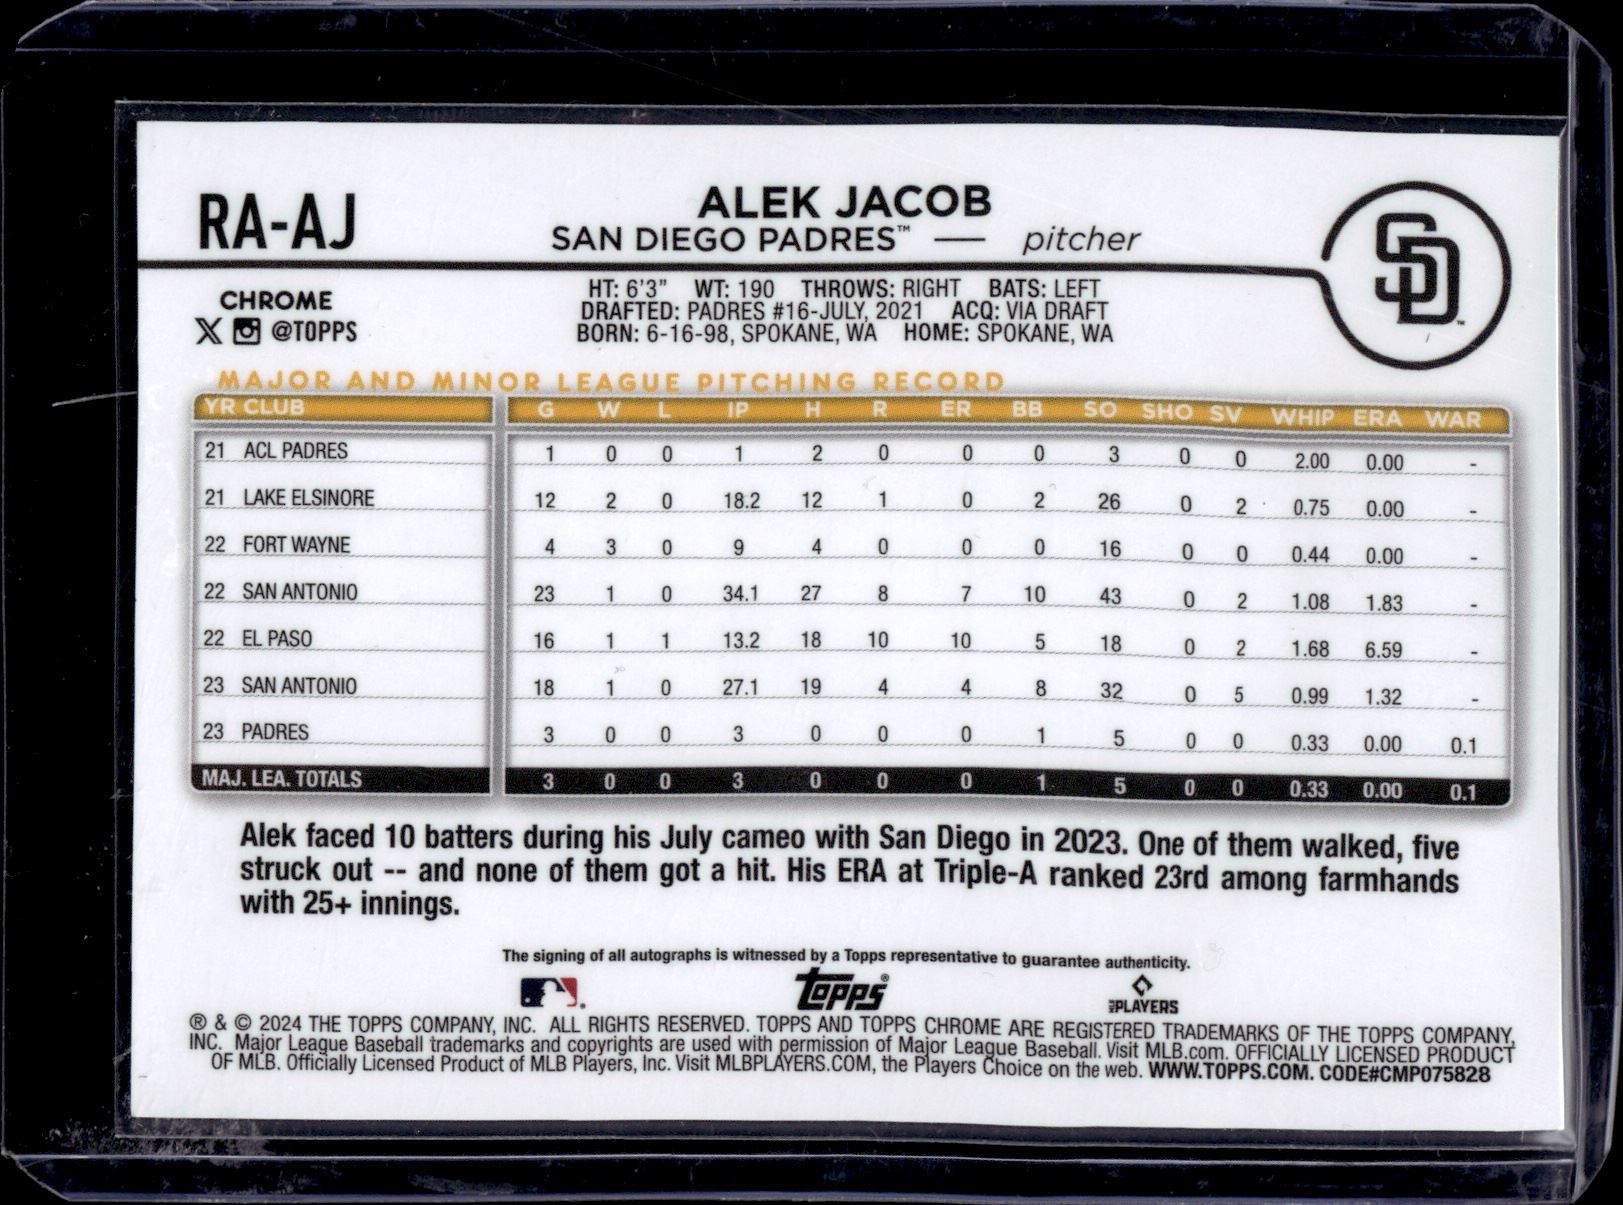 RA-AJ
ALEK JACOB
SAN DIEGO PADRES™ — pitcher
SD™
CHROME
@TOPPS
HT: 6'3" WT: 190 THROWS: RIGHT BATS: LEFT
DRAFTED: PADRES #16-JULY, 2021 ACQ: VIA DRAFT
BORN: 6-16-98, SPOKANE, WA HOME: SPOKANE, WA
MAJOR AND MINOR LEAGUE PITCHING RECORD
YR CLUB G W L IP H R ER BB SO SHO SV WHIP ERA WAR
21 ACL PADRES 1 0 0 1 2 0 0 0 3 0 0 2.00 0.00 -
21 LAKE ELSINORE 12 2 0 18.2 12 1 0 2 26 0 2 0.75 0.00 -
22 FORT WAYNE 4 3 0 9 4 0 0 0 16 0 0 0.44 0.00 -
22 SAN ANTONIO 23 1 0 34.1 27 8 7 10 43 0 2 1.08 1.83 -
22 EL PASO 16 1 1 13.2 18 10 10 5 18 0 2 1.68 6.59 -
23 SAN ANTONIO 18 1 0 27.1 19 4 4 8 32 0 5 0.99 1.32 -
23 PADRES 3 0 0 3 0 0 0 1 5 0 0 0.33 0.00 0.1
MAJ. LEA. TOTALS 3 0 0 3 0 0 0 1 5 0 0 0.33 0.00 0.1
Alek faced 10 batters during his July cameo with San Diego in 2023. One of them walked, five
struck out -- and none of them got a hit. His ERA at Triple-A ranked 23rd among farmhands
with 25+ innings.
The signing of all autographs is witnessed by a Topps representative to guarantee authenticity.
Topps®
MLB PLAYERS
® & © 2024 THE TOPPS COMPANY, INC. ALL RIGHTS RESERVED. TOPPS AND TOPPS CHROME ARE REGISTERED TRADEMARKS OF THE TOPPS COMPANY,
INC. Major League Baseball trademarks and copyrights are used with permission of Major League Baseball. Visit MLB.com. OFFICIALLY LICENSED PRODUCT
OF MLB. Officially Licensed Product of MLB Players, Inc. Visit MLBPLAYERS.COM, the Players Choice on the web. WWW.TOPPS.COM. CODE#CMP075828